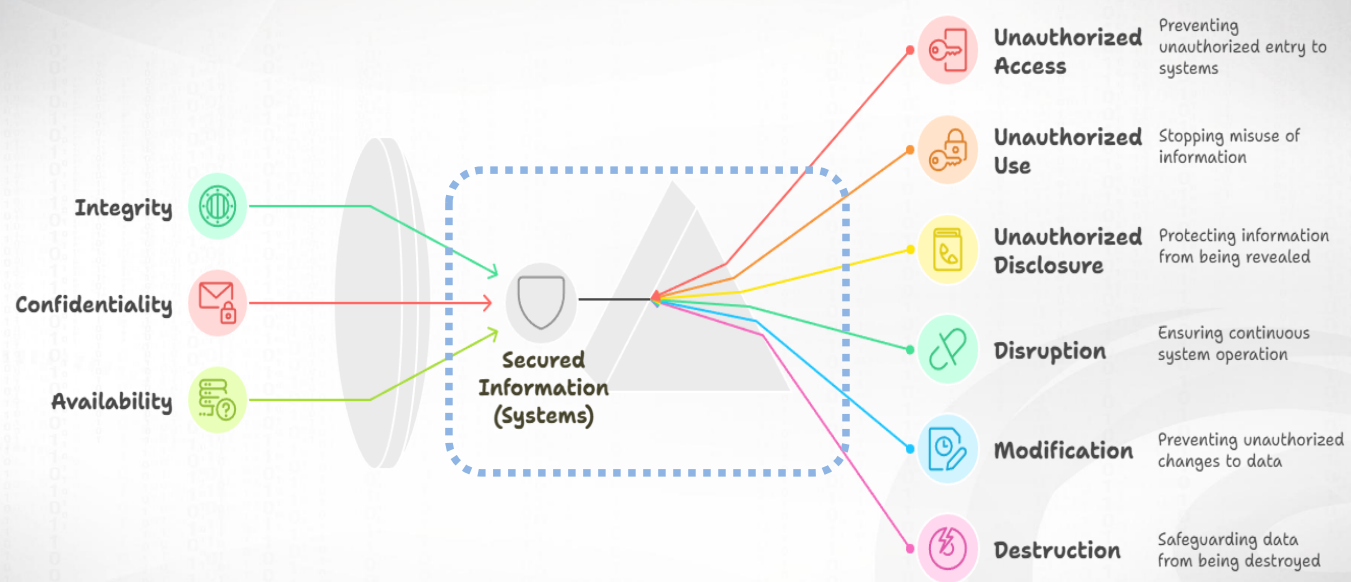 Integrity
Confidentiality
Availability
Secured
Information
(Systems)
Unauthorized
Access
Preventing
unauthorized entry to
systems
Unauthorized
Use
Stopping misuse of
information
Unauthorized
Disclosure
Protecting information
from being revealed
Disruption
Ensuring continuous
system operation
Modification
Preventing unauthorized
changes to data
Destruction
Safeguarding data
from being destroyed